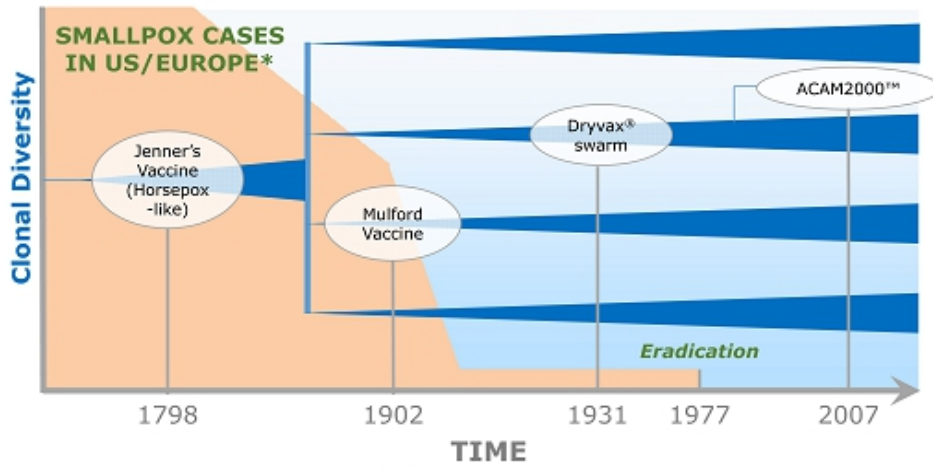 SMALLPOX CASES
IN US/EUROPE*
Clonal Diversity
Jenner's
Vaccine
(Horsepox
-like)
Mulford
Vaccine
Dryvax®
swarm
ACAM2000™
Eradication
1798
1902
1931
1977
2007
TIME